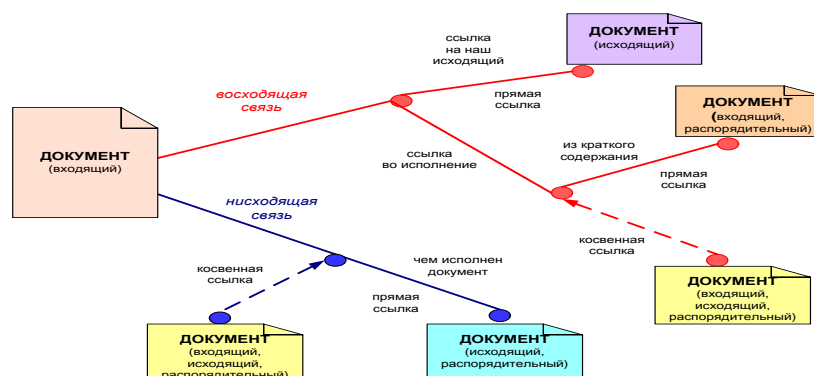 ДОКУМЕНТ
(исходящий)
ссылка
на наш
исходящий
прямая
ссылка
восходящая
связь
ДОКУМЕНТ
(входящий,
распорядительный)
ДОКУМЕНТ
(входящий)
ссылка
во исполнение
из краткого
содержания
прямая
ссылка
нисходящая
связь
косвенная
ссылка
чем исполнен
документ
косвенная
ссылка
прямая
ссылка
ДОКУМЕНТ
(входящий,
исходящий,
распорядительный)
ДОКУМЕНТ
(входящий,
исходящий,
распорядительный)
ДОКУМЕНТ
(исходящий,
распорядительный)